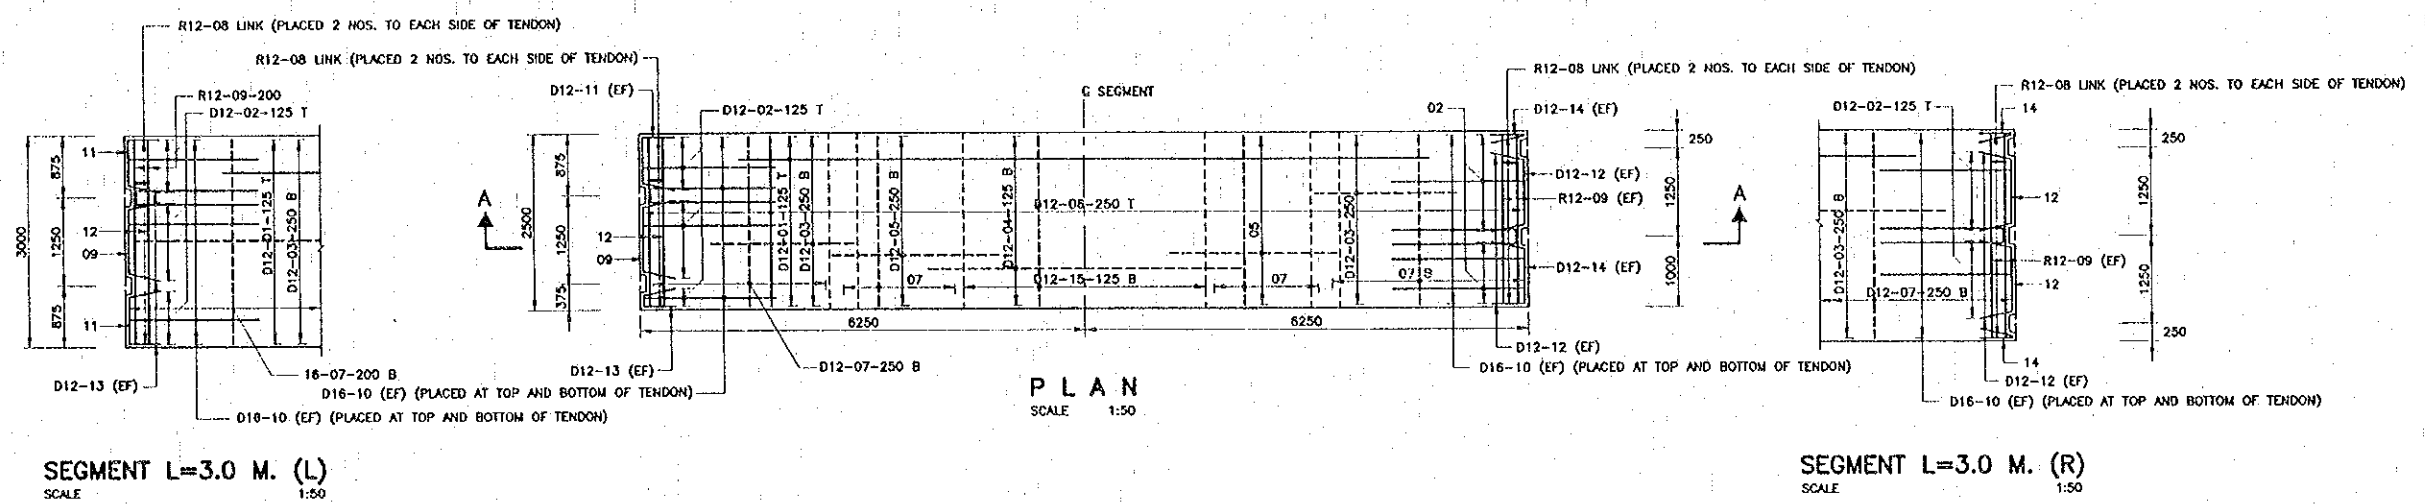 R12-08 LINK (PLACED 2 NOS. TO EACH SIDE OF TENDON)
R12-09-200
D12-02-125 T
11
12
09
11
3000
875
1250
875
D12-01-125 T
D12-03-250 B
D12-13 (EF)
16-07-200 B
D16-10 (EF) (PLACED AT TOP AND BOTTOM OF TENDON)
SEGMENT L=3.0 M. (L)
SCALE 1:50
R12-08 LINK (PLACED 2 NOS. TO EACH SIDE OF TENDON)
D12-11 (EF)
D12-02-125 T
C SEGMENT
A
2500
875
1250
375
12
09
D12-01-125 T
D12-03-250 B
D12-05-250 B
D12-04-125 B
D12-06-250 T
05
D12-03-250
07
D12-15-125 B
07
07 B
6250
6250
D12-13 (EF)
D12-07-250 B
D16-10 (EF) (PLACED AT TOP AND BOTTOM OF TENDON)
PLAN
SCALE 1:50
R12-08 LINK (PLACED 2 NOS. TO EACH SIDE OF TENDON)
02
D12-14 (EF)
D12-12 (EF)
R12-09 (EF)
D12-14 (EF)
D12-12 (EF)
D16-10 (EF) (PLACED AT TOP AND BOTTOM OF TENDON)
250
1250
1000
A
R12-08 LINK (PLACED 2 NOS. TO EACH SIDE OF TENDON)
D12-02-125 T
14
12
R12-09 (EF)
12
D12-03-250 B
D12-07-250 B
14
D12-12 (EF)
D16-10 (EF) (PLACED AT TOP AND BOTTOM OF TENDON)
250
1250
1250
250
SEGMENT L=3.0 M. (R)
SCALE 1:50